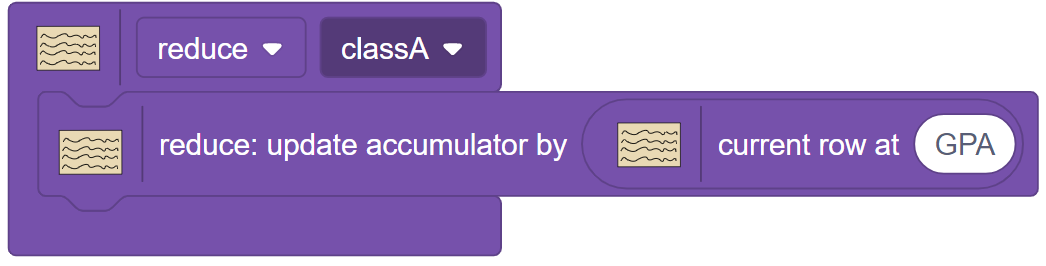 reduce classA
reduce: update accumulator by current row at GPA